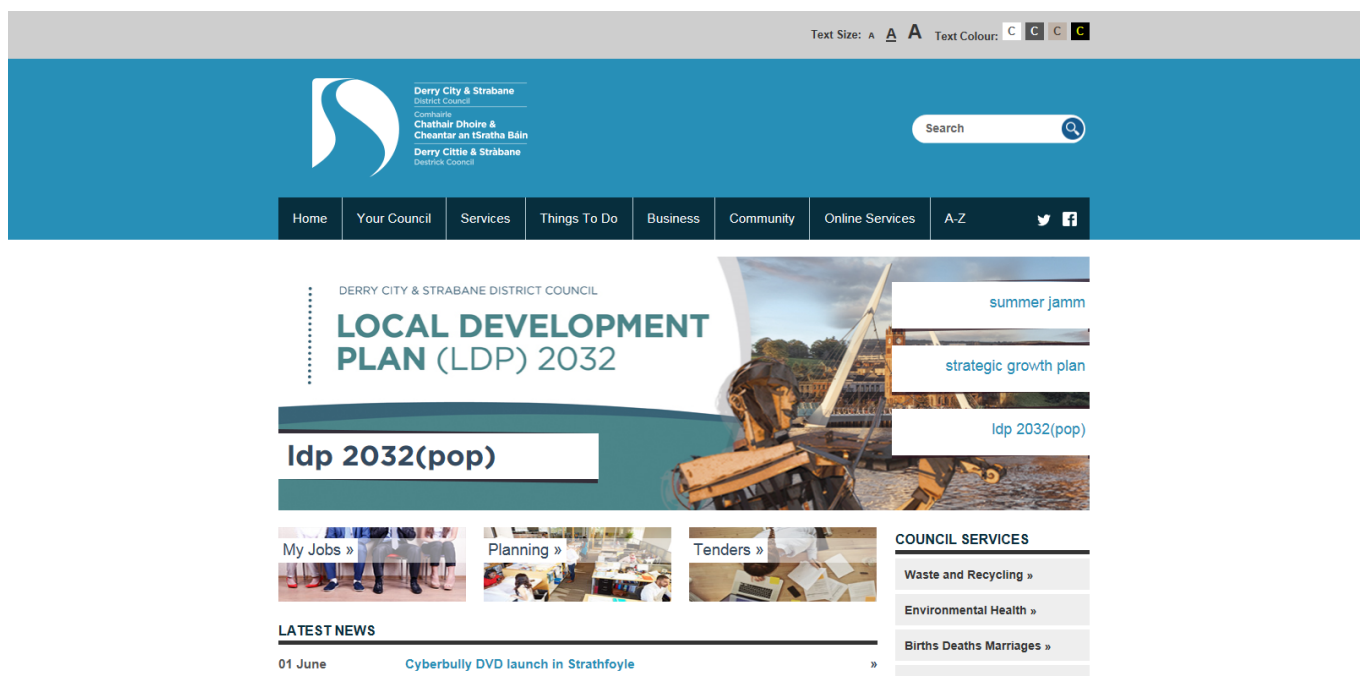 Text Size: A A A Text Colour: C C C C
Derry City & Strabane
District Council
Comhairle
Chathair Dhoire &
Cheantar an tSratha Báin
Derry Cittie & Stràbane
Destrick Cooncil
Search
Home Your Council Services Things To Do Business Community Online Services A-Z
DERRY CITY & STRABANE DISTRICT COUNCIL
LOCAL DEVELOPMENT
PLAN (LDP) 2032
ldp 2032(pop)
summer jamm
strategic growth plan
ldp 2032(pop)
My Jobs »
Planning »
Tenders »
COUNCIL SERVICES
Waste and Recycling »
Environmental Health »
Births Deaths Marriages »
LATEST NEWS
01 June Cyberbully DVD launch in Strathfoyle »